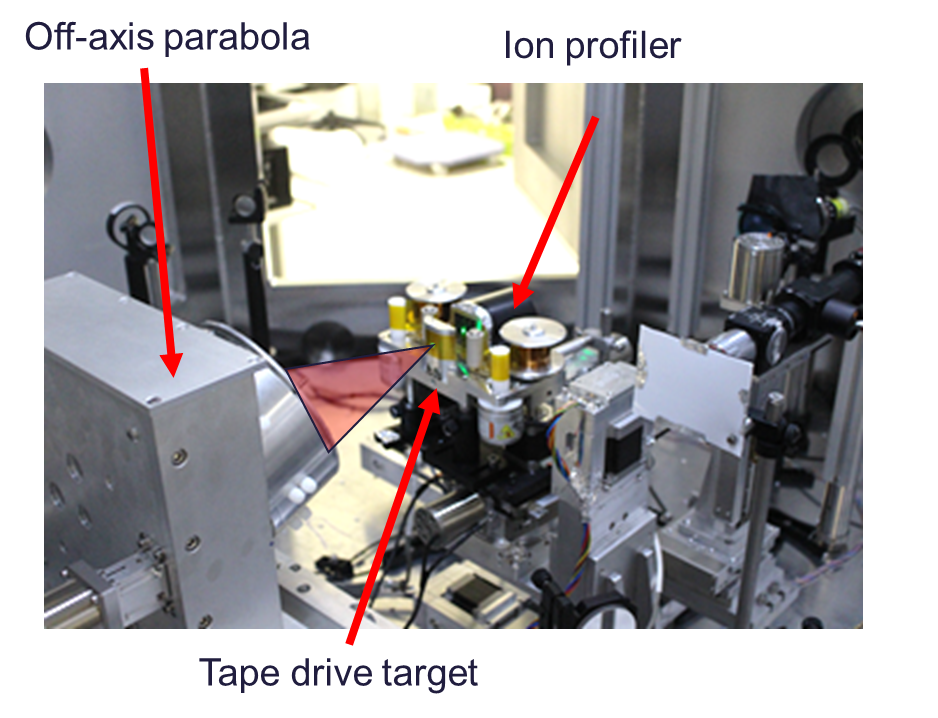 Off-axis parabola
Ion profiler
Tape drive target